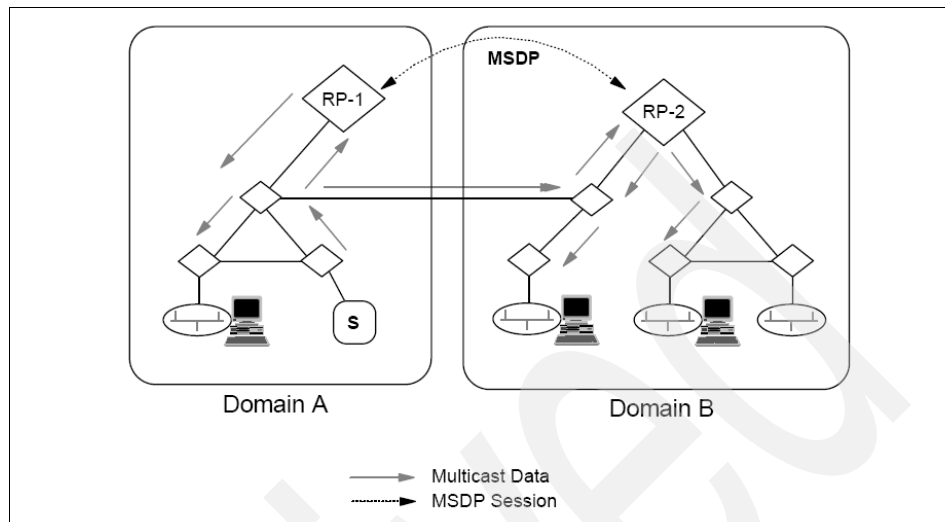 MSDP
RP-1
RP-2
S
Domain A
Domain B
Multicast Data
MSDP Session